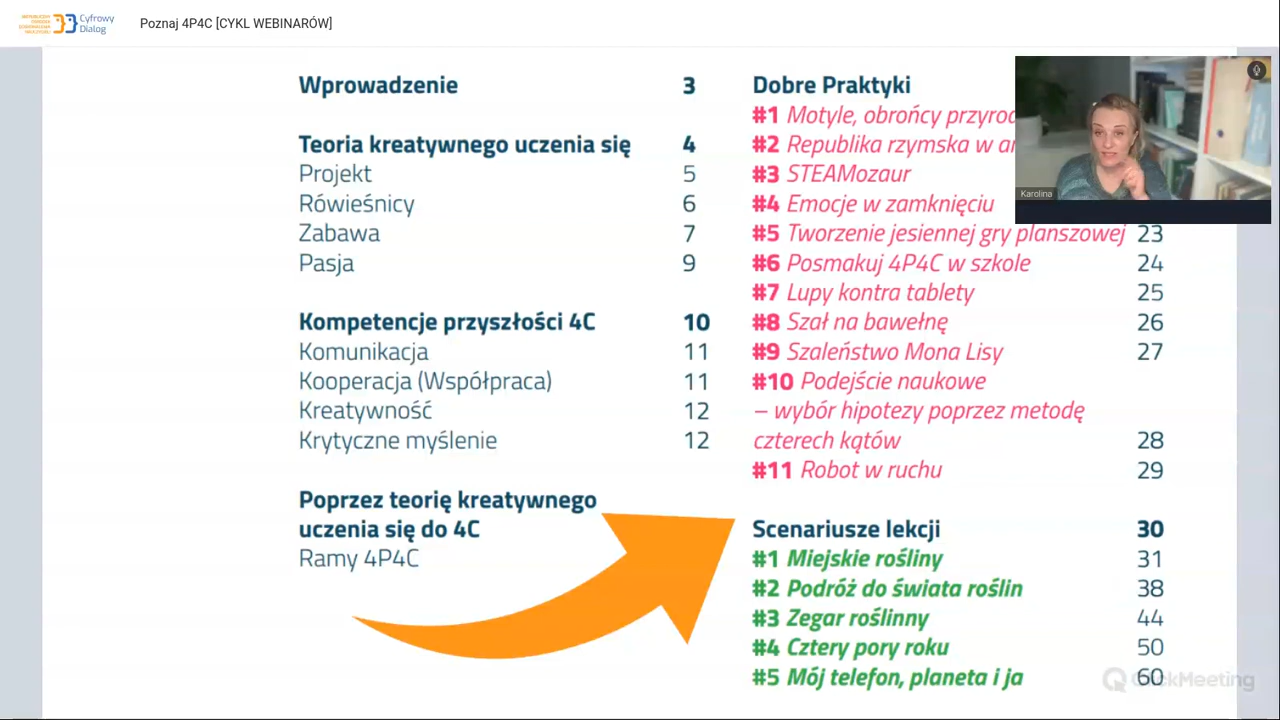 Cyfrowy
Dialog
Poznaj 4P4C [CYKL WEBINARÓW]
Wprowadzenie 3
Teoria kreatywnego uczenia się 4
Projekt 5
Rówieśnicy 6
Zabawa 7
Pasja 9
Kompetencje przyszłości 4C 10
Komunikacja 11
Kooperacja (Współpraca) 11
Kreatywność 12
Krytyczne myślenie 12
Poprzez teorię kreatywnego
uczenia się do 4C
Ramy 4P4C
Dobre Praktyki
#1 Motyle, obrońcy
#2 Republika rzymska w
#3 STEAMozaur
#4 Emocje w zamknięciu
#5 Tworzenie jesiennej gry planszowej 23
#6 Posmakuj 4P4C w szkole 24
#7 Lupy kontra tablety 25
#8 Szał na bawełnę 26
#9 Szaleństwo Mona Lisy 27
#10 Podejście naukowe
– wybór hipotezy poprzez metodę
czterech kątów 28
#11 Robot w ruchu 29
Scenariusze lekcji 30
#1 Miejskie rośliny 31
#2 Podróż do świata roślin 38
#3 Zegar roślinny 44
#4 Cztery pory roku 50
#5 Mój telefon, planeta i ja 60
Karolina
ClickMeeting